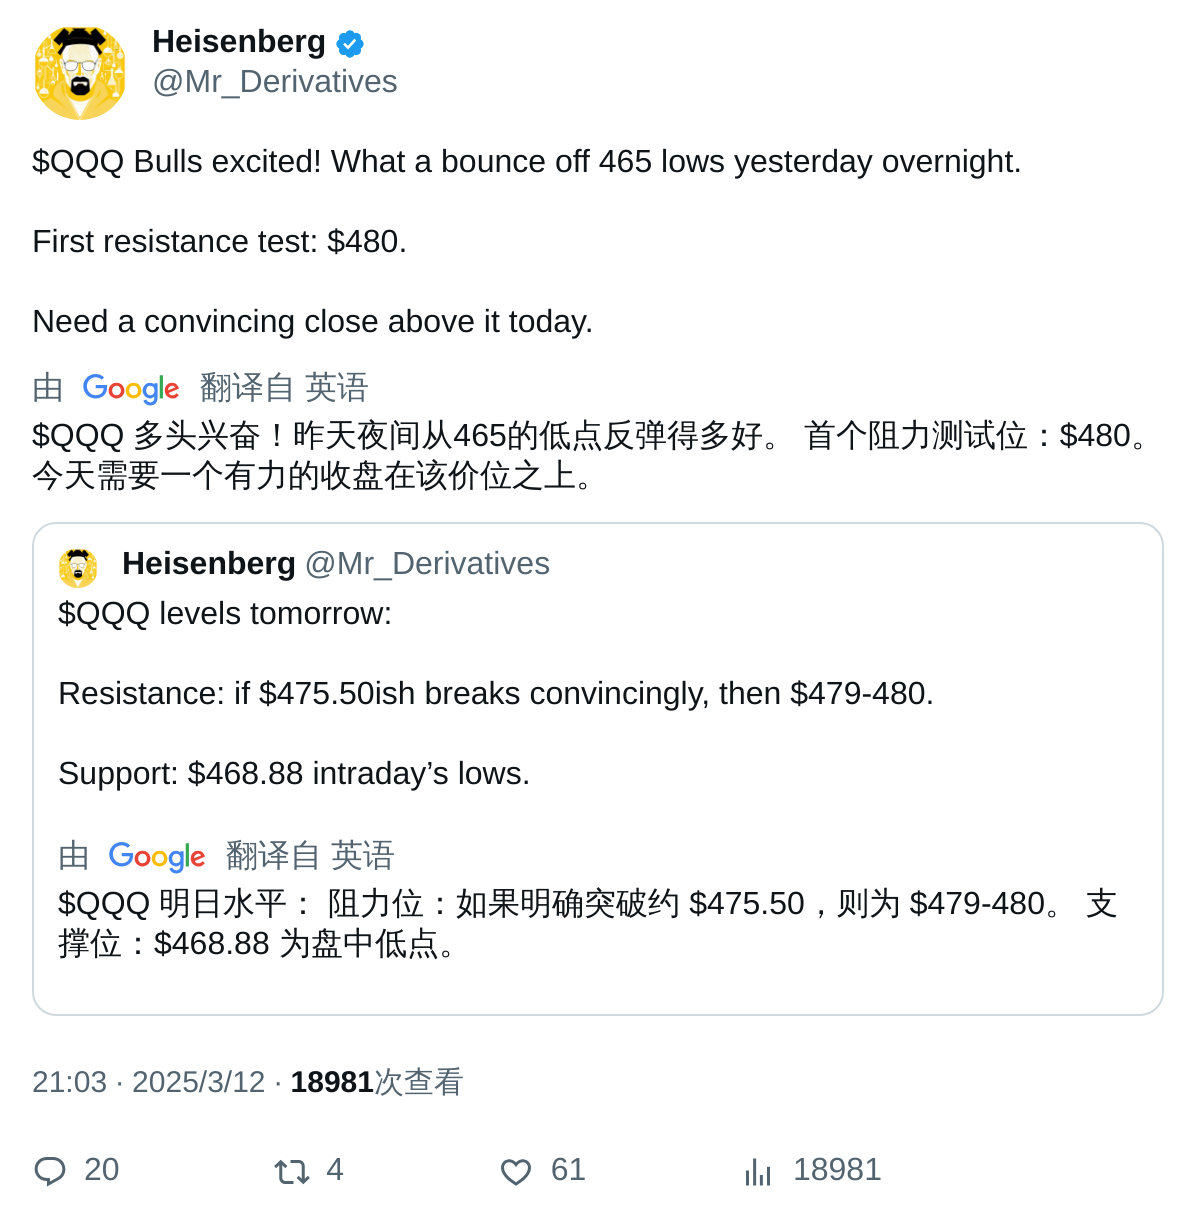 Heisenberg
@Mr_Derivatives
$QQQ Bulls excited! What a bounce off 465 lows yesterday overnight.
First resistance test: $480.
Need a convincing close above it today.
由 Google 翻译自 英语
$QQQ 多头兴奋！昨天夜间从465的低点反弹得多好。 首个阻力测试位：$480。
今天需要一个有力的收盘在该价位之上。
Heisenberg @Mr_Derivatives
$QQQ levels tomorrow:
Resistance: if $475.50ish breaks convincingly, then $479-480.
Support: $468.88 intraday’s lows.
由 Google 翻译自 英语
$QQQ 明日水平： 阻力位：如果明确突破约 $475.50，则为 $479-480。 支
撑位：$468.88 为盘中低点。
21:03 · 2025/3/12 · 18981次查看
20 4 61 18981